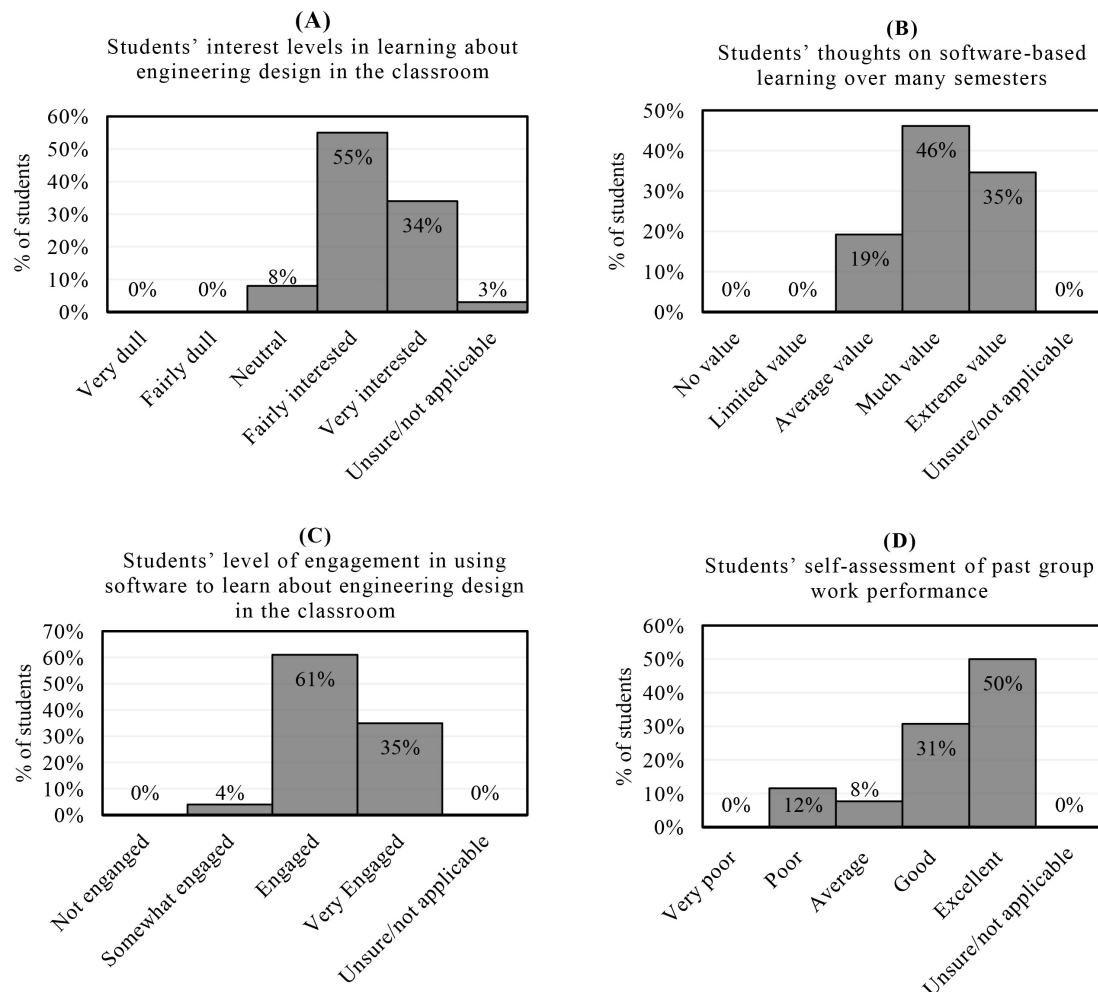 (A)
Students’ interest levels in learning about
engineering design in the classroom
% of students
60%
50%
40%
30%
20%
10%
0%
0%
0%
8%
55%
34%
3%
Very dull
Fairly dull
Neutral
Fairly interested
Very interested
Unsure/not applicable
(B)
Students’ thoughts on software-based
learning over many semesters
% of students
50%
40%
30%
20%
10%
0%
0%
0%
19%
46%
35%
0%
No value
Limited value
Average value
Much value
Extreme value
Unsure/not applicable
(C)
Students’ level of engagement in using
software to learn about engineering design
in the classroom
% of students
70%
60%
50%
40%
30%
20%
10%
0%
0%
4%
61%
35%
0%
Not enganged
Somewhat engaged
Engaged
Very Engaged
Unsure/not applicable
(D)
Students’ self-assessment of past group
work performance
% of students
60%
50%
40%
30%
20%
10%
0%
0%
12%
8%
31%
50%
0%
Very poor
Poor
Average
Good
Excellent
Unsure/not applicable